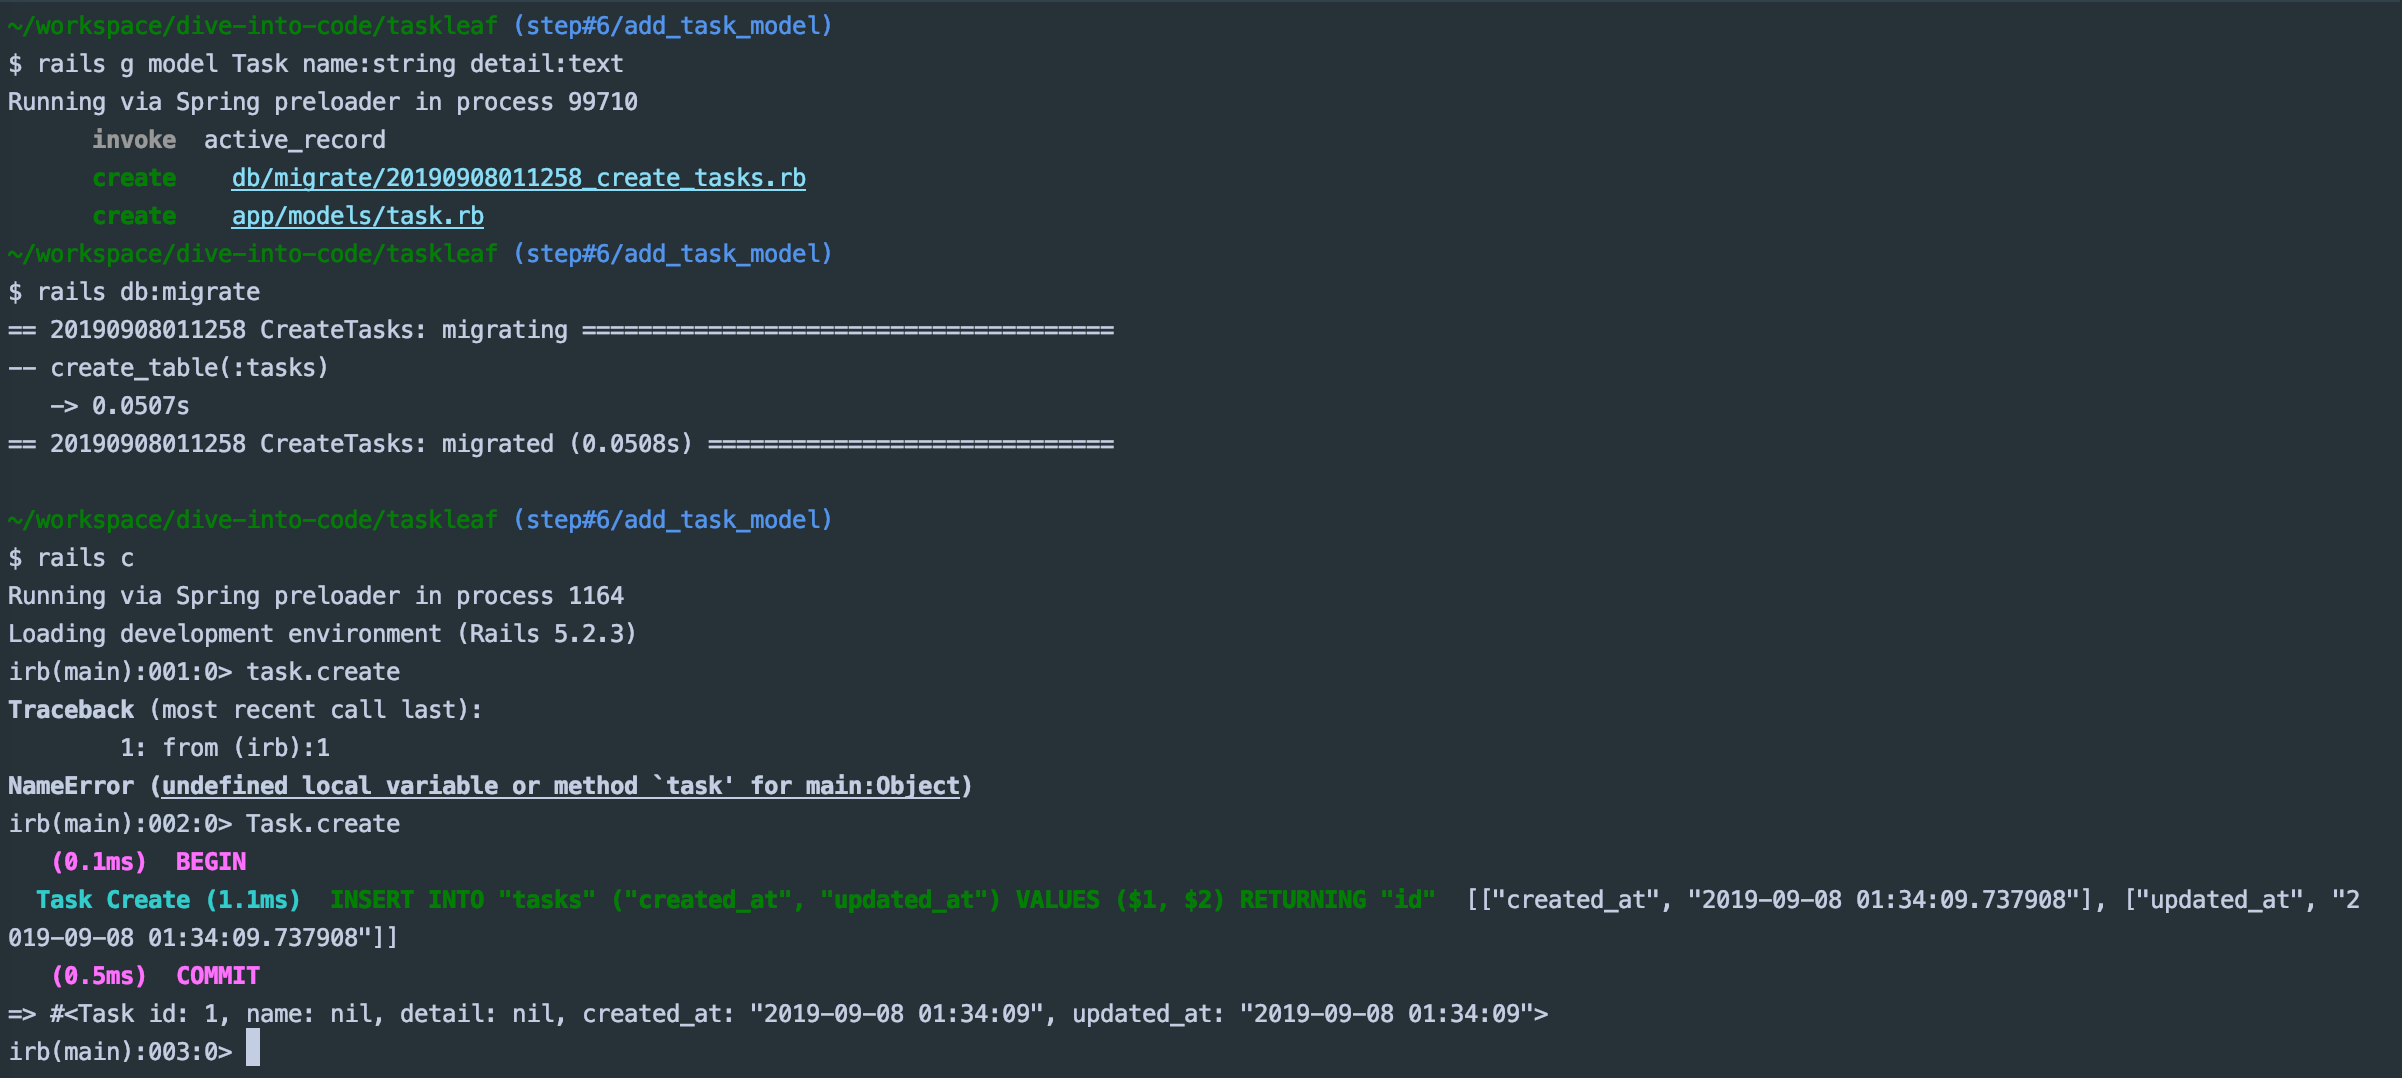 ~/workspace/dive-into-code/taskleaf (step#6/add_task_model)
$ rails g model Task name:string detail:text
Running via Spring preloader in process 99710
      invoke  active_record
      create    db/migrate/20190908011258_create_tasks.rb
      create    app/models/task.rb
~/workspace/dive-into-code/taskleaf (step#6/add_task_model)
$ rails db:migrate
== 20190908011258 CreateTasks: migrating ======================================
-- create_table(:tasks)
   -> 0.0507s
== 20190908011258 CreateTasks: migrated (0.0508s) =============================

~/workspace/dive-into-code/taskleaf (step#6/add_task_model)
$ rails c
Running via Spring preloader in process 1164
Loading development environment (Rails 5.2.3)
irb(main):001:0> task.create
Traceback (most recent call last):
        1: from (irb):1
NameError (undefined local variable or method `task' for main:Object)
irb(main):002:0> Task.create
   (0.1ms)  BEGIN
  Task Create (1.1ms)  INSERT INTO "tasks" ("created_at", "updated_at") VALUES ($1, $2) RETURNING "id"  [["created_at", "2019-09-08 01:34:09.737908"], ["updated_at", "2
019-09-08 01:34:09.737908"]]
   (0.5ms)  COMMIT
=> #<Task id: 1, name: nil, detail: nil, created_at: "2019-09-08 01:34:09", updated_at: "2019-09-08 01:34:09">
irb(main):003:0>